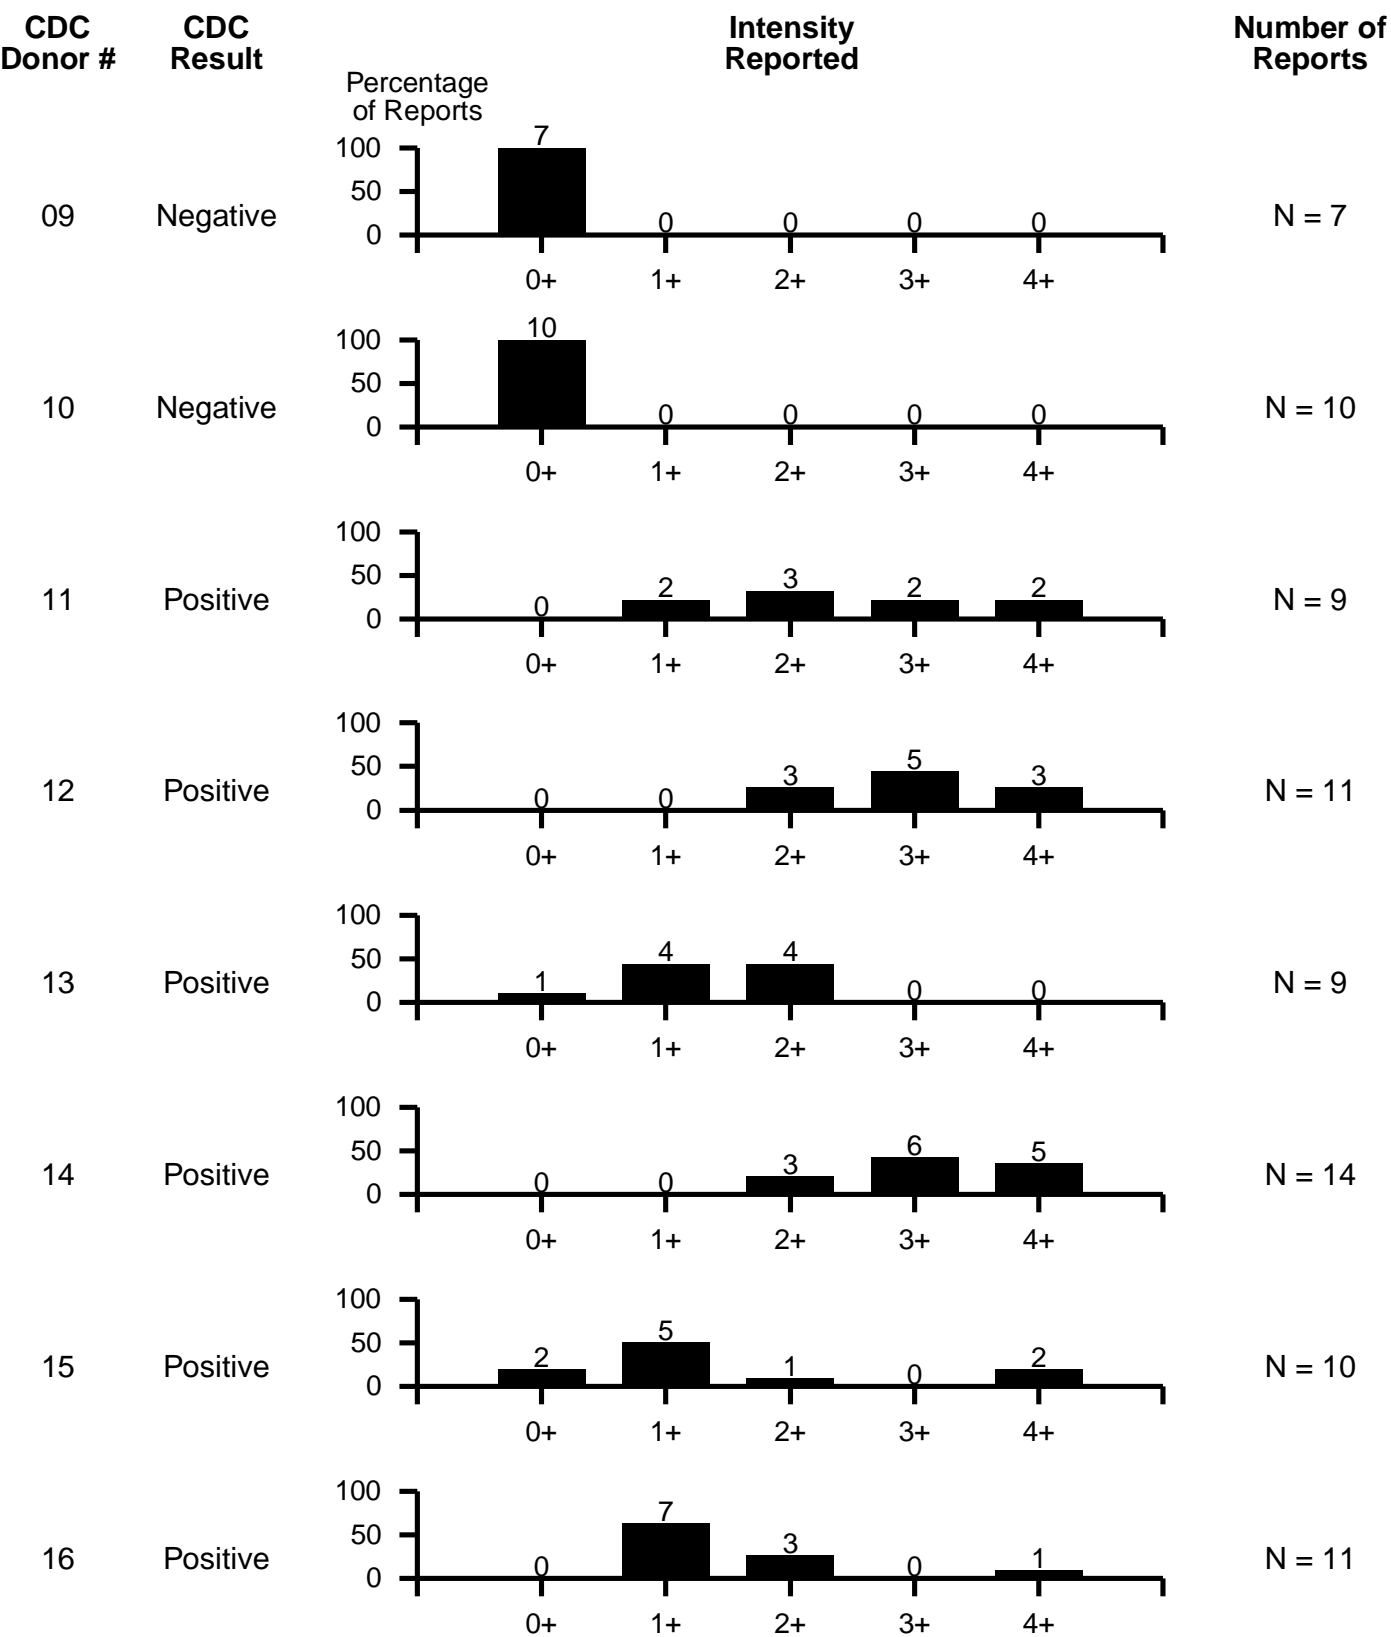 CDC Donor #
CDC Result
Intensity Reported
Number of Reports
Percentage of Reports
09 Negative N = 7
100
50
0
7 0 0 0 0
0+ 1+ 2+ 3+ 4+
10 Negative N = 10
100
50
0
10 0 0 0 0
0+ 1+ 2+ 3+ 4+
11 Positive N = 9
100
50
0
0 2 3 2 2
0+ 1+ 2+ 3+ 4+
12 Positive N = 11
100
50
0
0 0 3 5 3
0+ 1+ 2+ 3+ 4+
13 Positive N = 9
100
50
0
1 4 4 0 0
0+ 1+ 2+ 3+ 4+
14 Positive N = 14
100
50
0
0 0 3 6 5
0+ 1+ 2+ 3+ 4+
15 Positive N = 10
100
50
0
2 5 1 0 2
0+ 1+ 2+ 3+ 4+
16 Positive N = 11
100
50
0
0 7 3 0 1
0+ 1+ 2+ 3+ 4+